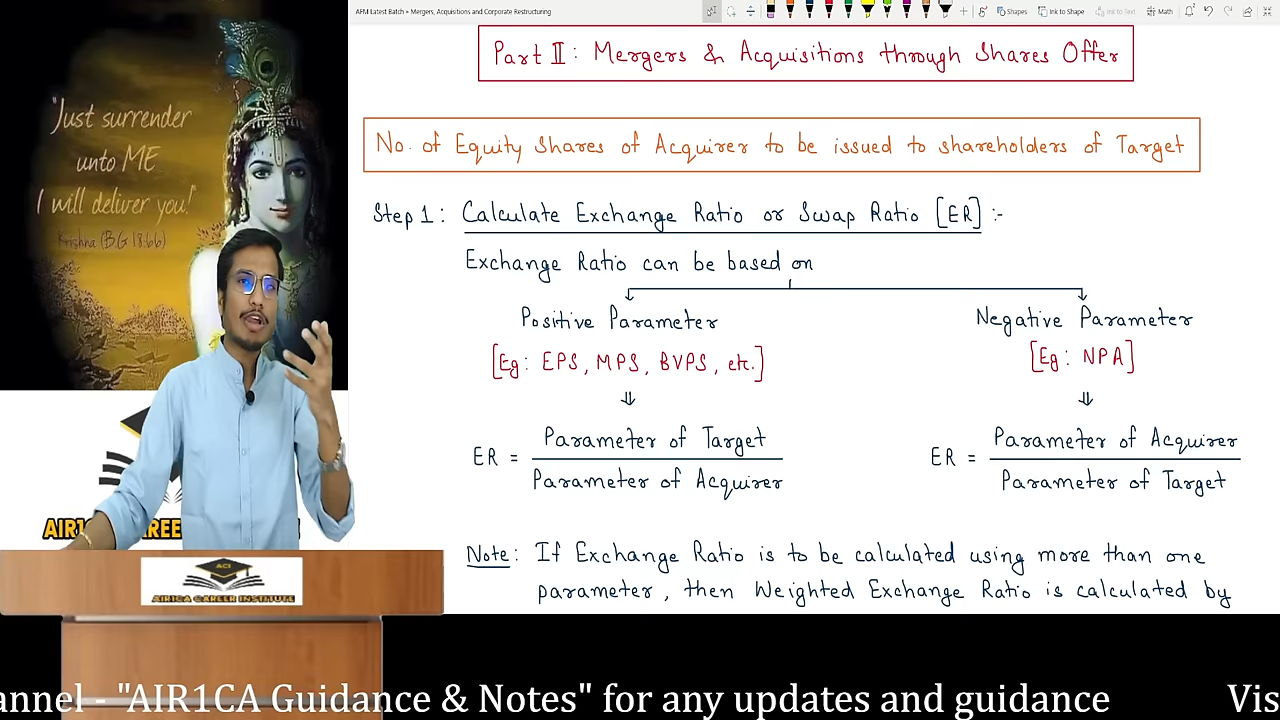 AFM Latest Batch » Mergers, Acquisitions and Corporate Restructuring
Shapes
Ink to Shape
Ink to Text
Math
Part II: Mergers & Acquisitions through Shares Offer
No. of Equity Shares of Acquirer to be issued to shareholders of Target
Step 1: Calculate Exchange Ratio or Swap Ratio [ER] :-
Exchange Ratio can be based on
Positive Parameter
[Eg: EPS, MPS, BVPS, etc.]
⇓
ER = Parameter of Target
Parameter of Acquirer
Negative Parameter
[Eg: NPA]
⇓
ER = Parameter of Acquirer
Parameter of Target
Note: If Exchange Ratio is to be calculated using more than one
parameter, then Weighted Exchange Ratio is calculated by
"Just surrender
unto ME
I will deliver you!"
Krishna (B.G 18:66)
ACI
AIR1CA CAREER INSTITUTE
annel - "AIR1CA Guidance & Notes" for any updates and guidance
Vis